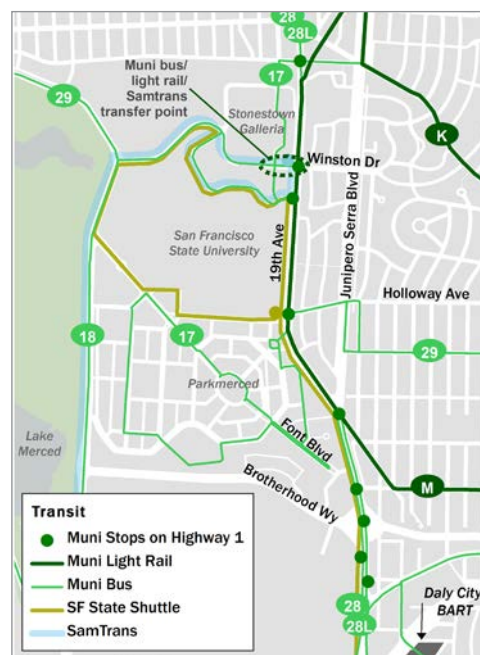 28
28L
Muni bus/
light rail/
Samtrans
transfer point
17
29
Stonestown
Galleria
K
Winston Dr
San Francisco
State University
19th Ave
Junipero Serra Blvd
Holloway Ave
18
17
29
Parkmerced
Font Blvd
Lake
Merced
Brotherhood Wy
M
Transit
Muni Stops on Highway 1
Muni Light Rail
Muni Bus
SF State Shuttle
SamTrans
28
28L
Daly City
BART